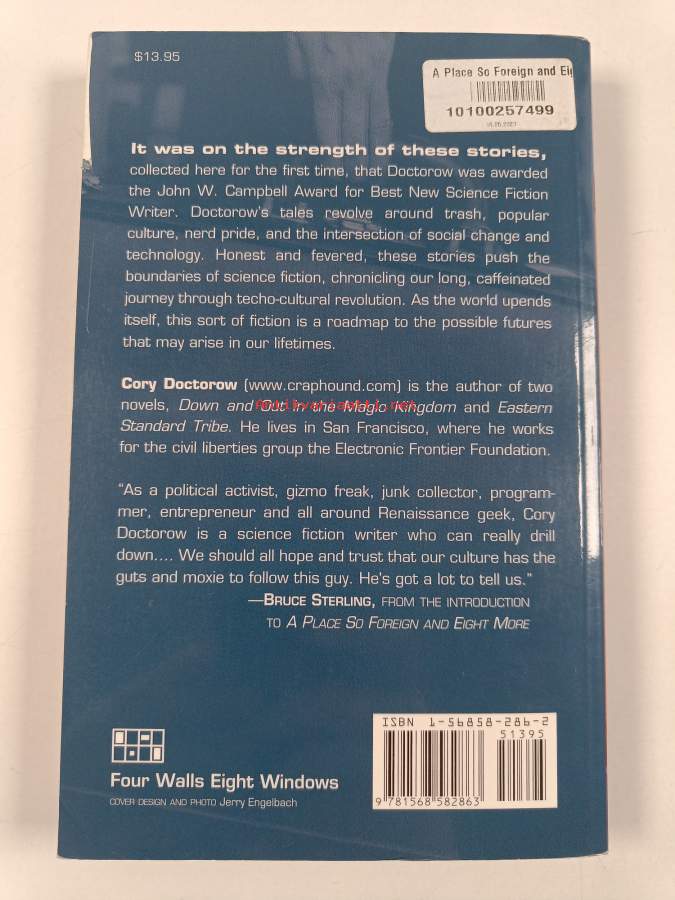 $13.95
A Place So Foreign and Eig
10100257499
It was on the strength of these stories,
collected here for the first time, that Doctorow was awarded
the John W. Campbell Award for Best New Science Fiction
Writer. Doctorow's tales revolve around trash, popular
culture, nerd pride, and the intersection of social change and
technology. Honest and fevered, these stories push the
boundaries of science fiction, chronicling our long, caffeinated
journey through techo-cultural revolution. As the world upends
itself, this sort of fiction is a roadmap to the possible futures
that may arise in our lifetimes.
Cory Doctorow (www.craphound.com) is the author of two
novels, Down and Out in the Magic Kingdom and Eastern
Standard Tribe. He lives in San Francisco, where he works
for the civil liberties group the Electronic Frontier Foundation.
"As a political activist, gizmo freak, junk collector, program-
mer, entrepreneur and all around Renaissance geek, Cory
Doctorow is a science fiction writer who can really drill
down.... We should all hope and trust that our culture has the
guts and moxie to follow this guy. He's got a lot to tell us."
—BRUCE STERLING, FROM THE INTRODUCTION
TO A PLACE SO FOREIGN AND EIGHT MORE
ISBN 1-56858-286-2
51395
9 781568 582863
Four Walls Eight Windows
COVER DESIGN AND PHOTO Jerry Engelbach